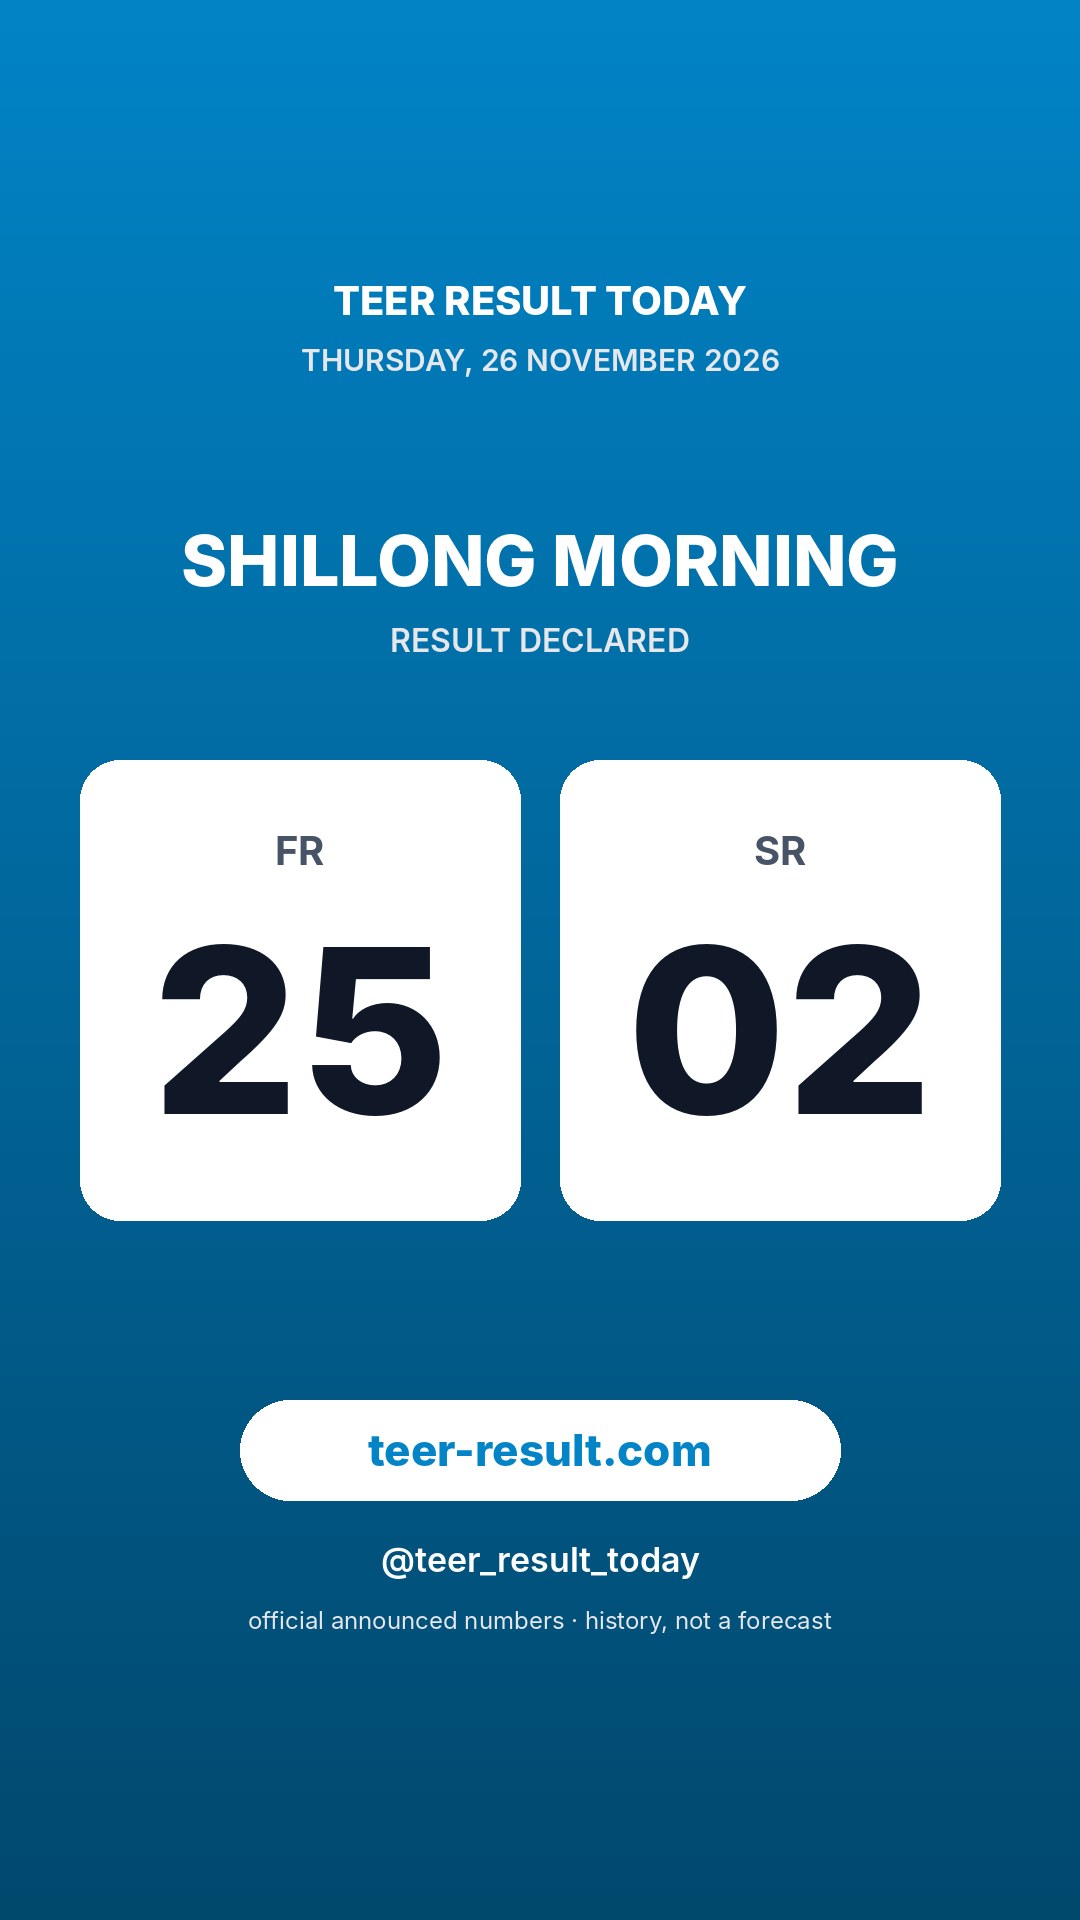 TEER RESULT TODAY
THURSDAY, 26 NOVEMBER 2026
SHILLONG MORNING
RESULT DECLARED
FR
25
SR
02
teer-result.com
@teer_result_today
official announced numbers · history, not a forecast